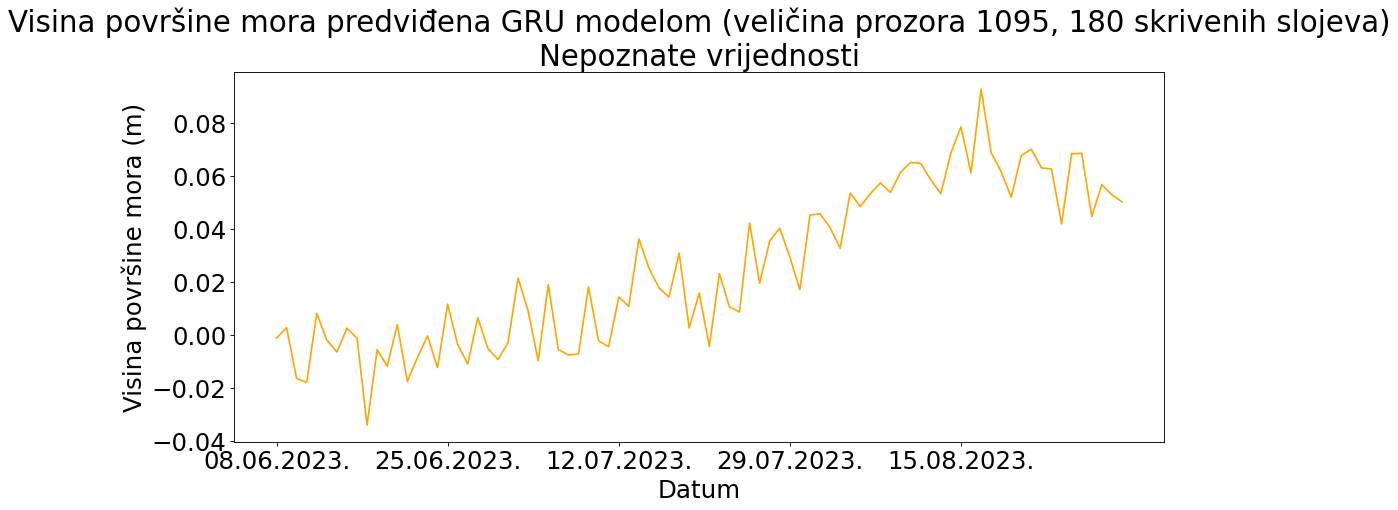 Visina površine mora predviđena GRU modelom (veličina prozora 1095, 180 skrivenih slojeva)
Nepoznate vrijednosti
Visina površine mora (m)
0.08
0.06
0.04
0.02
0.00
−0.02
−0.04
08.06.2023. 25.06.2023. 12.07.2023. 29.07.2023. 15.08.2023.
Datum